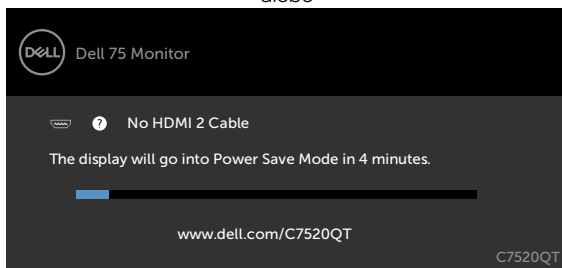 DELL
Dell 75 Monitor
? No HDMI 2 Cable
The display will go into Power Save Mode in 4 minutes.
www.dell.com/C7520QT
C7520QT